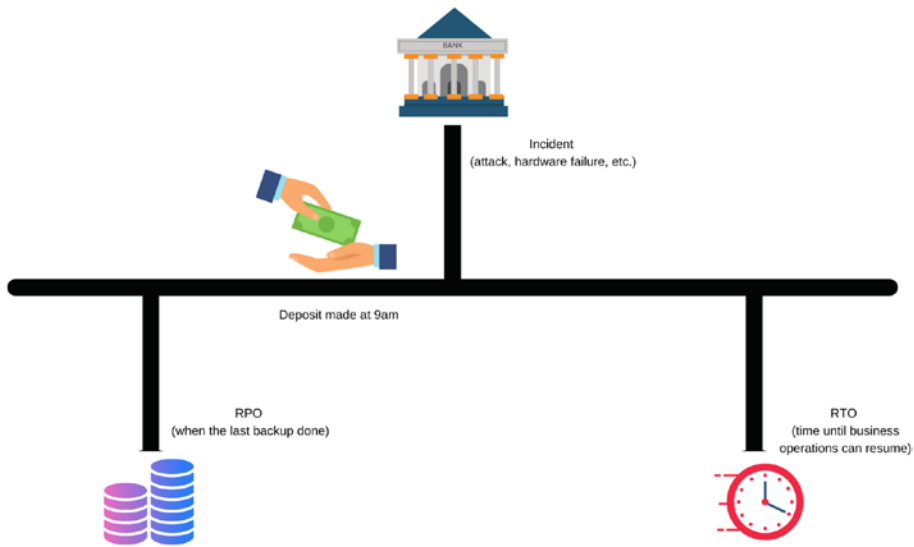 BANK
Incident
(attack, hardware failure, etc.)
Deposit made at 9am
RPO
(when the last backup done)
RTO
(time until business
operations can resume)